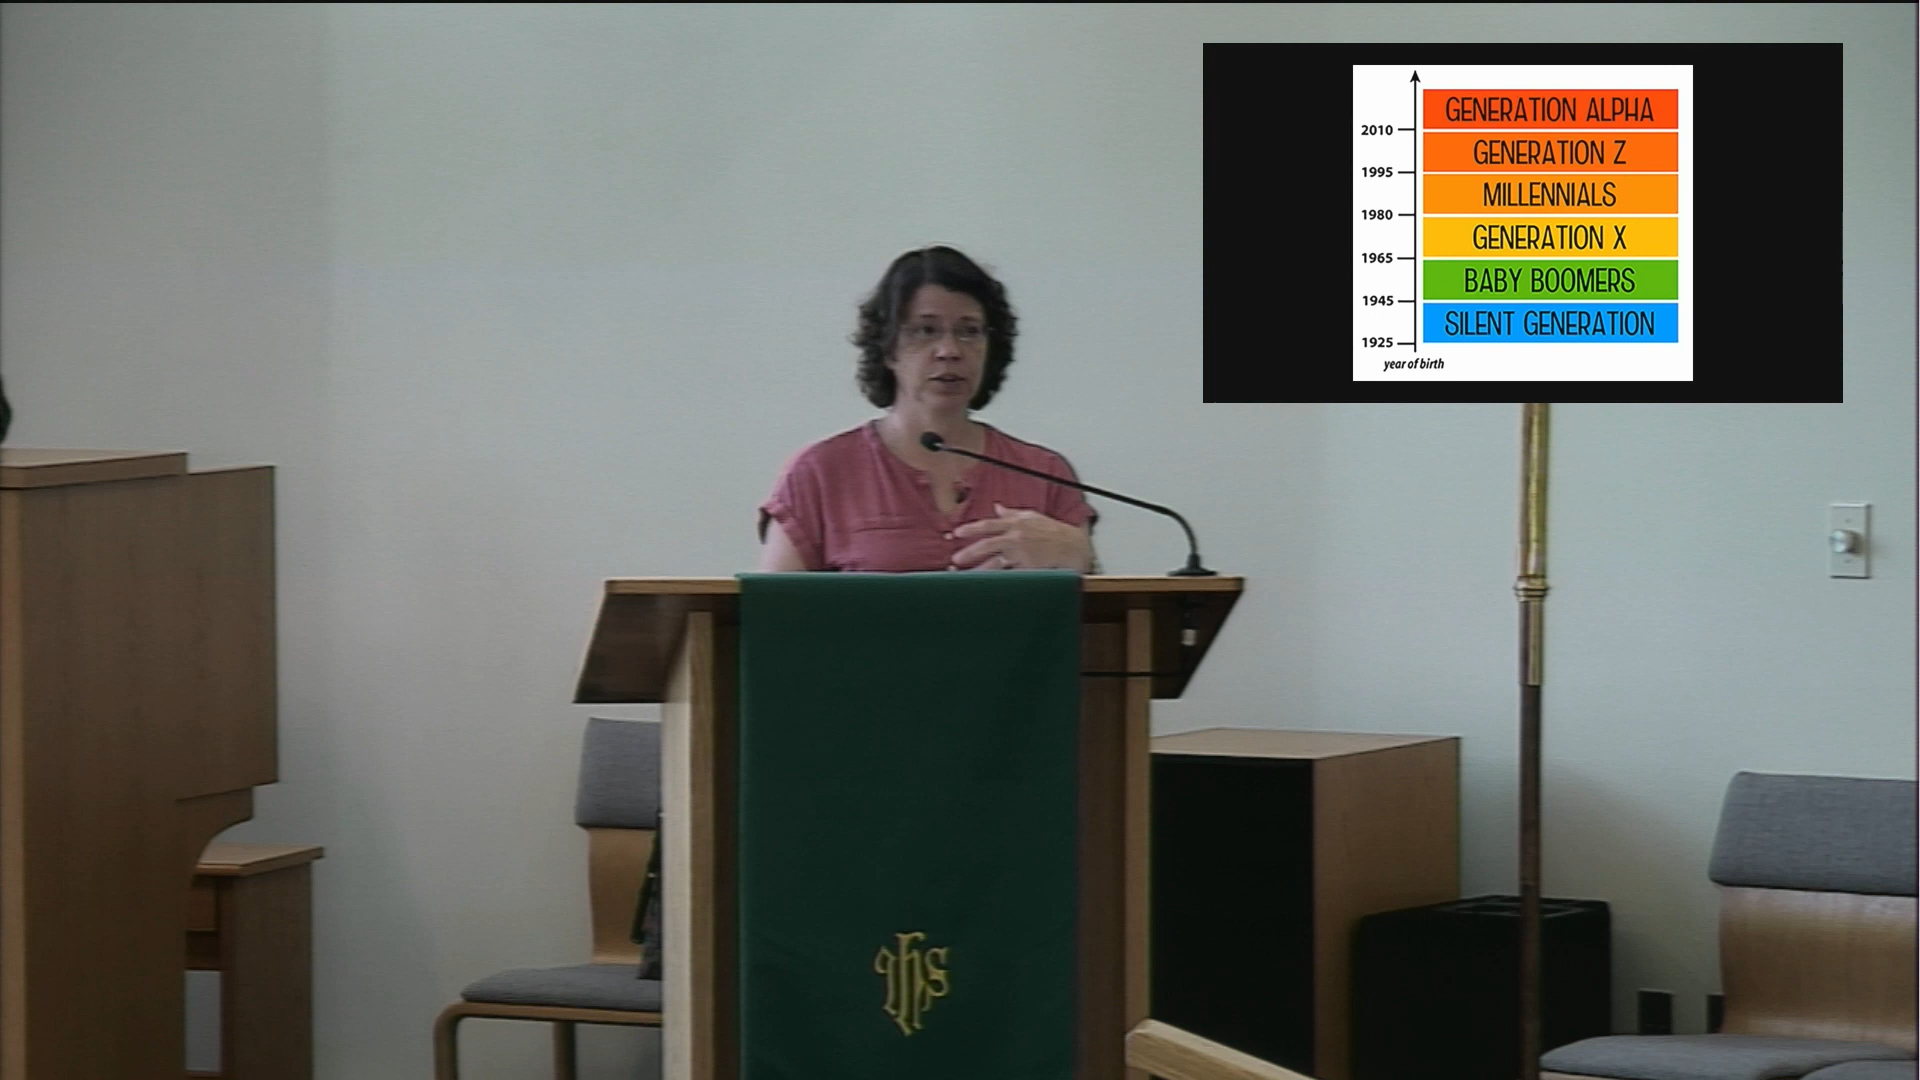 GENERATION ALPHA
2010
GENERATION Z
1995
MILLENNIALS
1980
GENERATION X
1965
BABY BOOMERS
1945
SILENT GENERATION
1925
year of birth
IHS